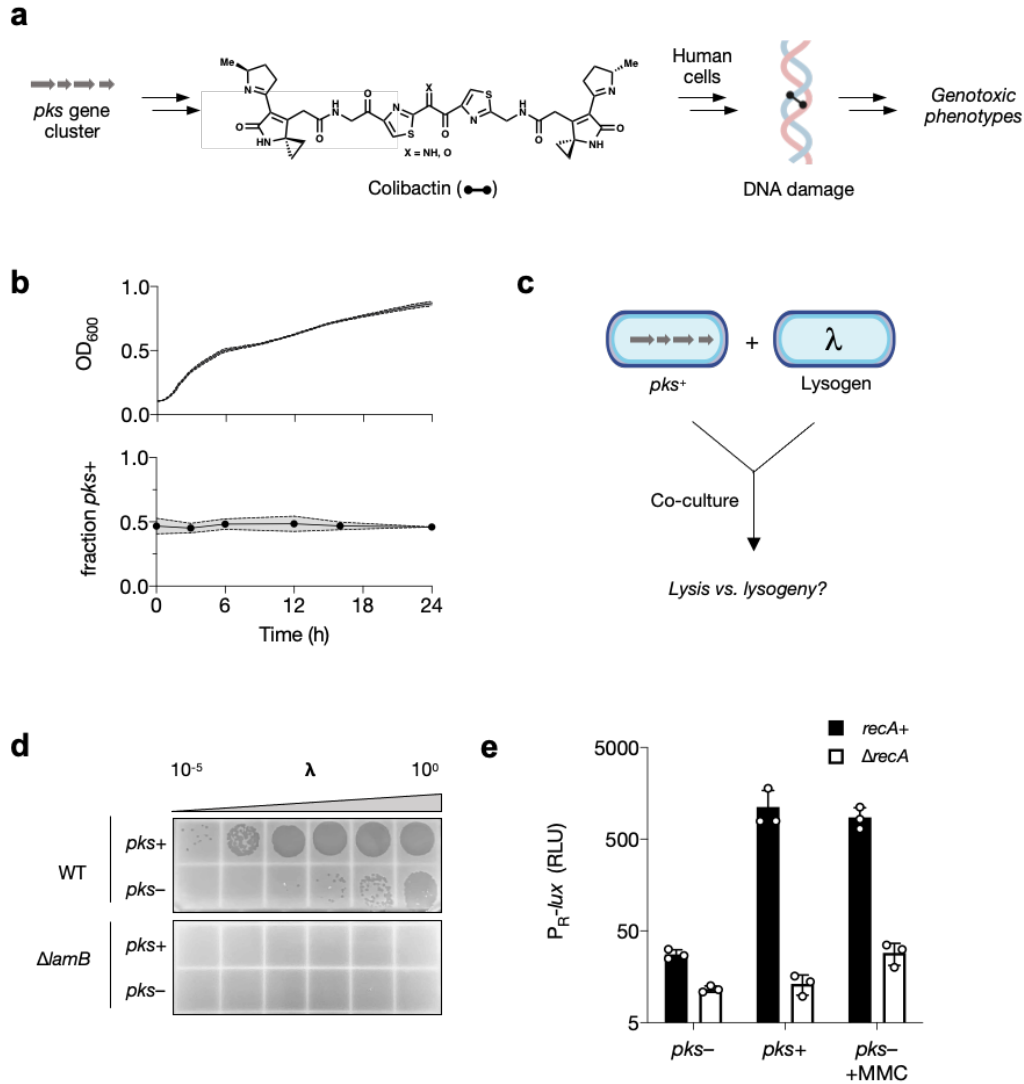 a
pks gene
cluster
Me
N
O
HN
O
H
N
O
N
S
X
O
X = NH, O
S
N
N
H
O
Me
N
O
NH
Colibactin ( )
Human
cells
DNA damage
Genotoxic
phenotypes
b
OD600
1.0
0.5
0.0
fraction pks+
1.0
0.5
0.0
0 6 12 18 24
Time (h)
c
λ
+
pks+
Lysogen
Co-culture
Lysis vs. lysogeny?
d
10-5 λ 100
WT
pks+
pks–
ΔlamB
pks+
pks–
e
recA+
ΔrecA
PR-lux (RLU)
5000
500
50
5
pks– pks+ pks–
+MMC